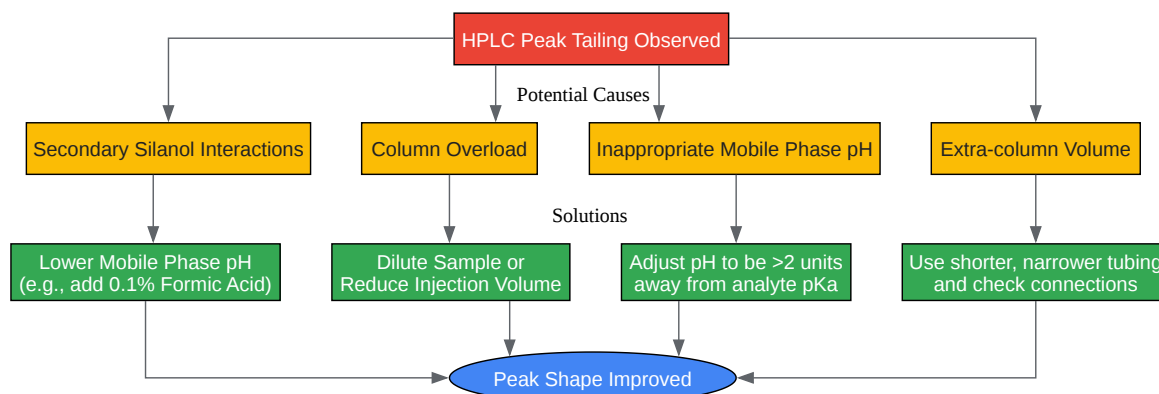 HPLC Peak Tailing Observed
Potential Causes
Secondary Silanol Interactions
Column Overload
Inappropriate Mobile Phase pH
Extra-column Volume
Solutions
Lower Mobile Phase pH
(e.g., add 0.1% Formic Acid)
Dilute Sample or
Reduce Injection Volume
Adjust pH to be >2 units
away from analyte pKa
Use shorter, narrower tubing
and check connections
Peak Shape Improved